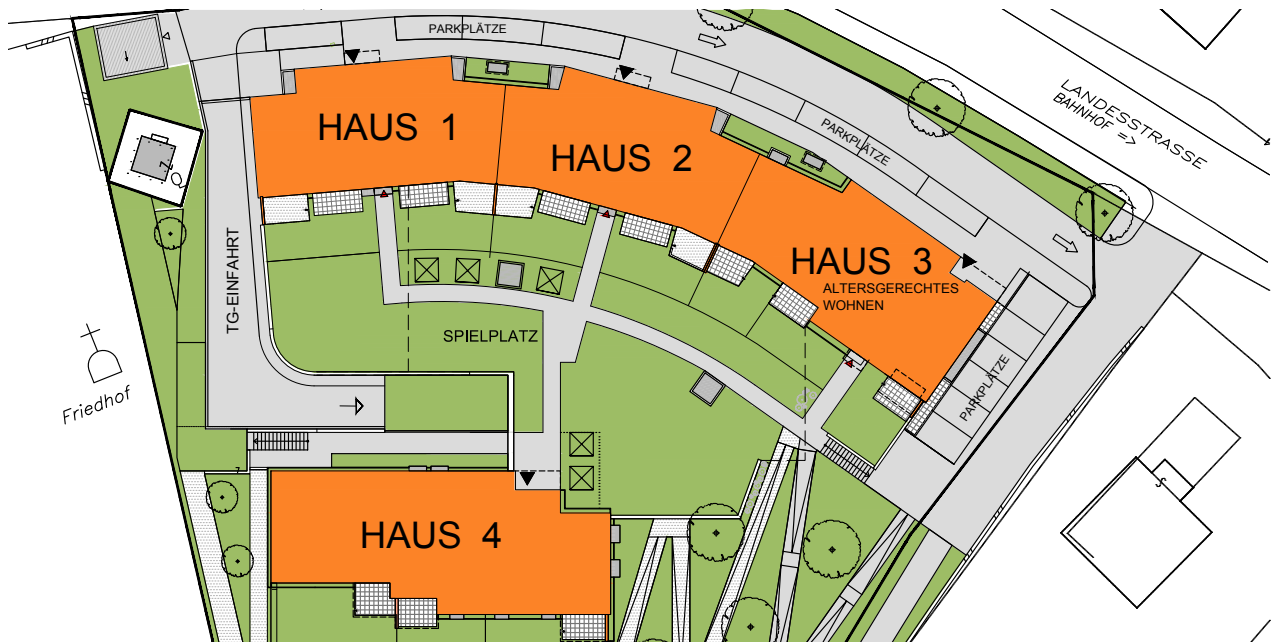 PARKPLÄTZE
LANDESSTRASSE
BAHNHOF =>
HAUS 1
HAUS 2
PARKPLÄTZE
HAUS 3
ALTERSGERECHTES
WOHNEN
TG-EINFAHRT
SPIELPLATZ
PARKPLÄTZE
Friedhof
HAUS 4